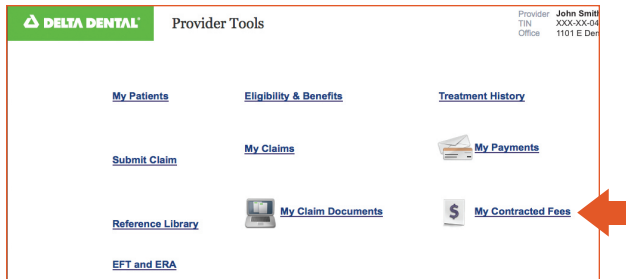 DELTA DENTAL
Provider Tools
Provider John Smith
TIN XXX-XX-04
Office 1101 E Den
My Patients
Eligibility & Benefits
Treatment History
Submit Claim
My Claims
My Payments
Reference Library
My Claim Documents
$
My Contracted Fees
EFT and ERA